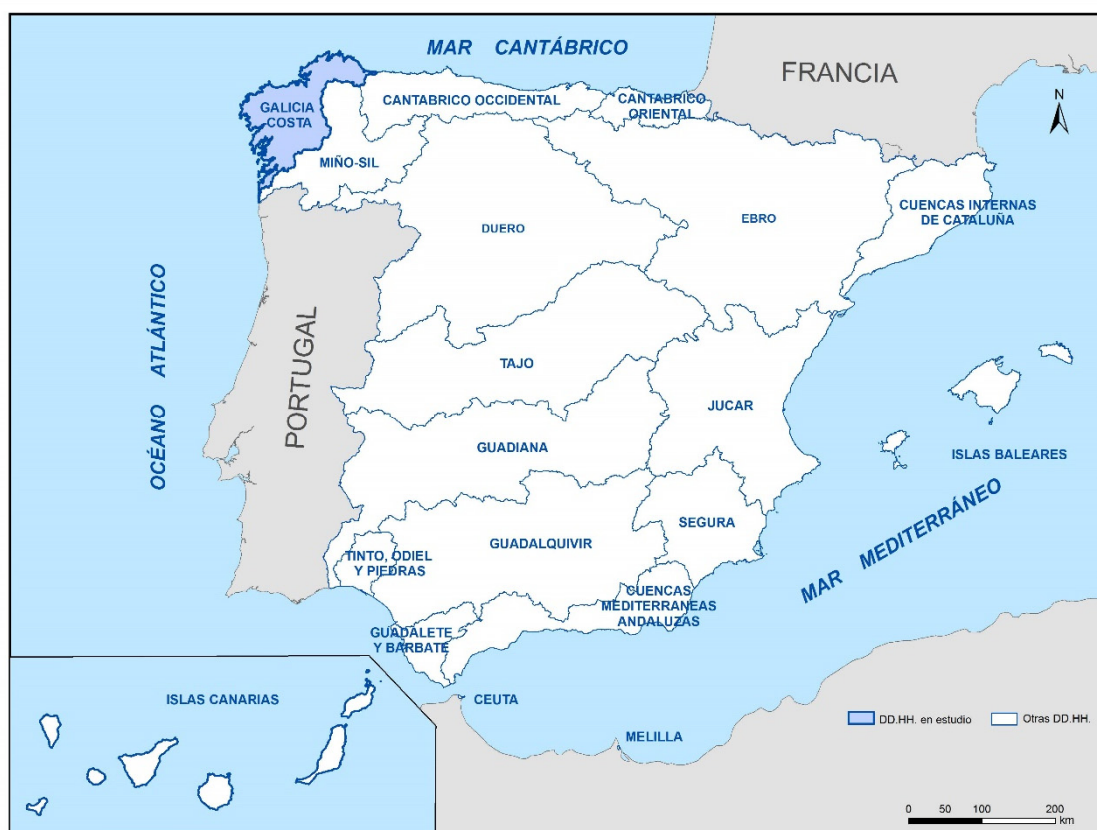 MAR CANTÁBRICO
FRANCIA
N
GALICIA
COSTA
CANTABRICO OCCIDENTAL
CANTABRICO
ORIENTAL
MIÑO-SIL
CUENCAS INTERNAS
DE CATALUÑA
DUERO
EBRO
OCÉANO ATLÁNTICO
PORTUGAL
TAJO
JUCAR
GUADIANA
ISLAS BALEARES
SEGURA
GUADALQUIVIR
MAR MEDITERRÁNEO
TINTO, ODIEL
Y PIEDRAS
CUENCAS
MEDITERRANEAS
ANDALUZAS
GUADALETE
Y BARBATE
ISLAS CANARIAS
CEUTA
MELILLA
DD.HH. en estudio
Otras DD.HH.
0 50 100 200
km